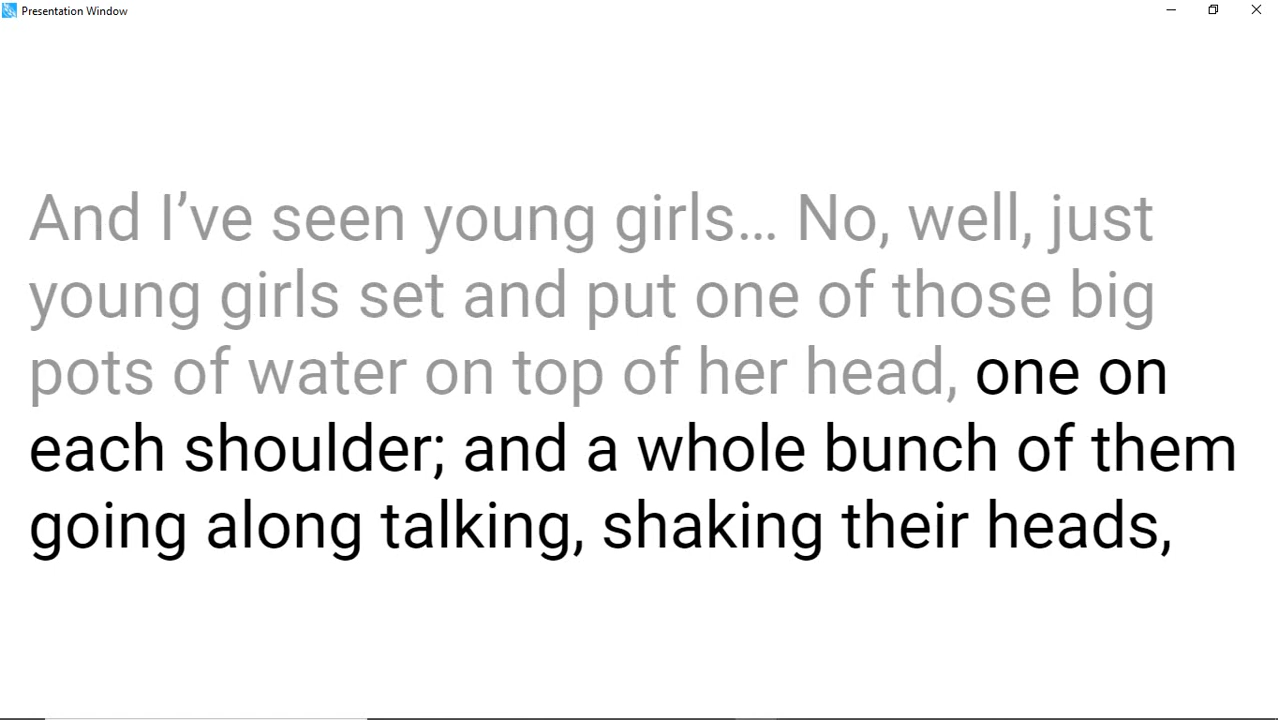 Presentation Window
And I’ve seen young girls… No, well, just
young girls set and put one of those big
pots of water on top of her head, one on
each shoulder; and a whole bunch of them
going along talking, shaking their heads,